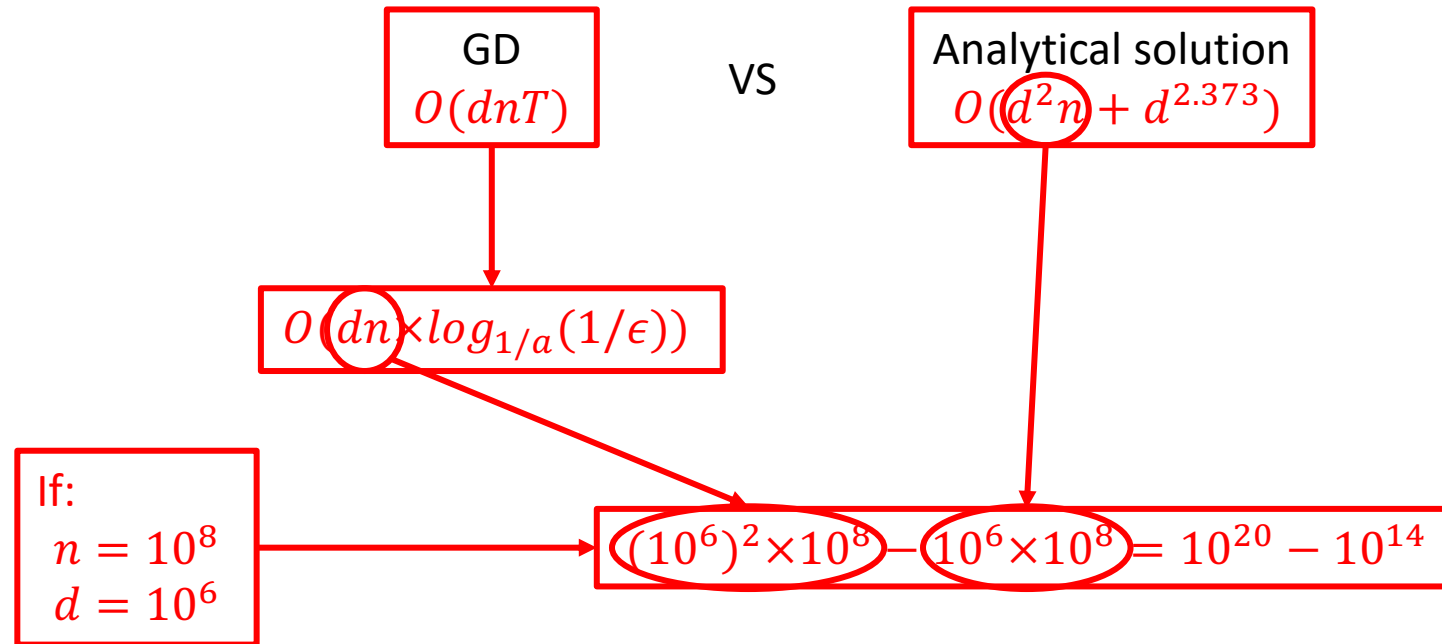 GD
O(dnT)
VS
Analytical solution
O(d²n + d^2.373)
O(dn×log_{1/a}(1/ϵ))
If:
n = 10⁸
d = 10⁶
(10⁶)²×10⁸ − 10⁶×10⁸ = 10²⁰ − 10¹⁴